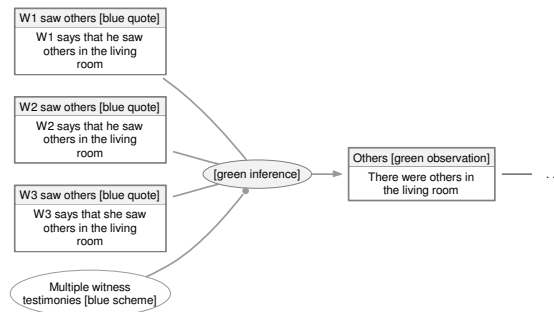 W1 saw others [blue quote]
W1 says that he saw
others in the living
room
W2 saw others [blue quote]
W2 says that he saw
others in the living
room
W3 saw others [blue quote]
W3 says that she saw
others in the living
room
Multiple witness
testimonies [blue scheme]
[green inference]
Others [green observation]
There were others in
the living room
. .